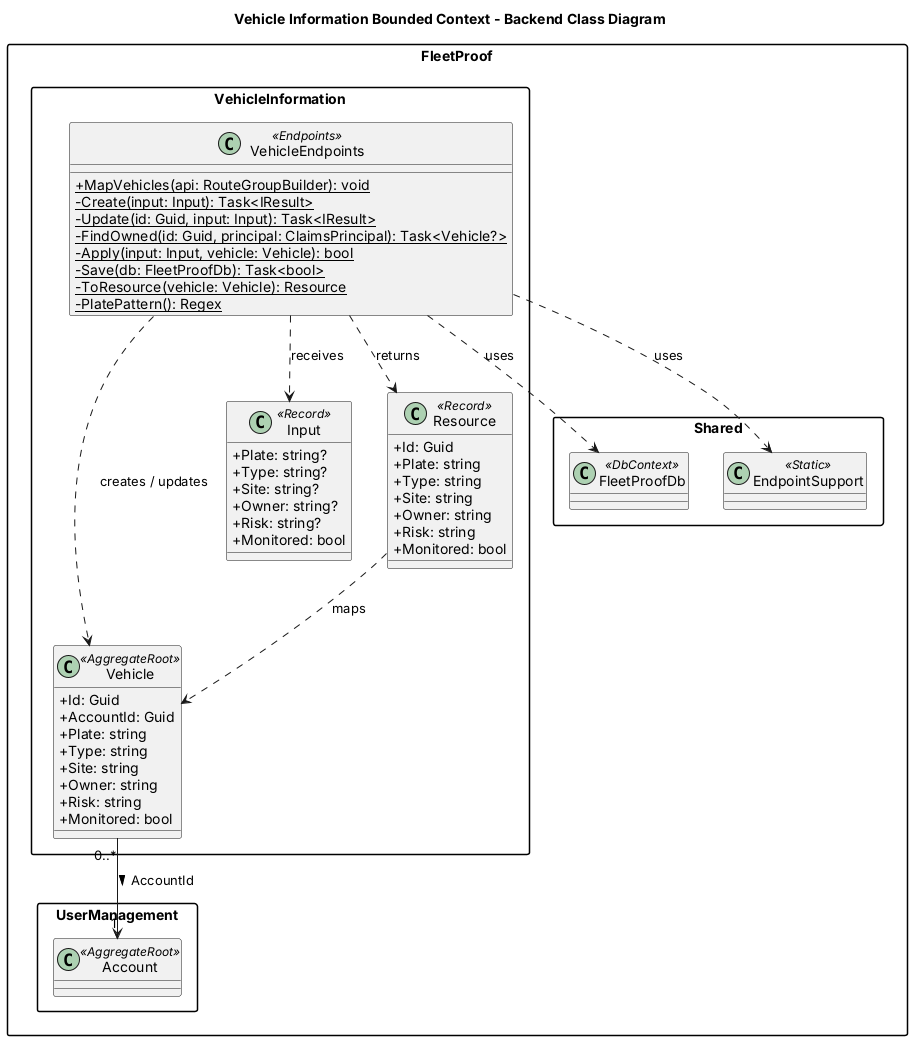 Vehicle Information Bounded Context - Backend Class Diagram
FleetProof
VehicleInformation
«Endpoints»
VehicleEndpoints
+MapVehicles(api: RouteGroupBuilder): void
-Create(input: Input): Task<IResult>
-Update(id: Guid, input: Input): Task<IResult>
-FindOwned(id: Guid, principal: ClaimsPrincipal): Task<Vehicle?>
-Apply(input: Input, vehicle: Vehicle): bool
-Save(db: FleetProofDb): Task<bool>
-ToResource(vehicle: Vehicle): Resource
-PlatePattern(): Regex
receives
returns
uses
uses
«Record»
Input
+Plate: string?
+Type: string?
+Site: string?
+Owner: string?
+Risk: string?
+Monitored: bool
«Record»
Resource
+Id: Guid
+Plate: string
+Type: string
+Site: string
+Owner: string
+Risk: string
+Monitored: bool
Shared
«DbContext»
FleetProofDb
«Static»
EndpointSupport
creates / updates
maps
«AggregateRoot»
Vehicle
+Id: Guid
+AccountId: Guid
+Plate: string
+Type: string
+Site: string
+Owner: string
+Risk: string
+Monitored: bool
0..*
AccountId
UserManagement
«AggregateRoot»
Account